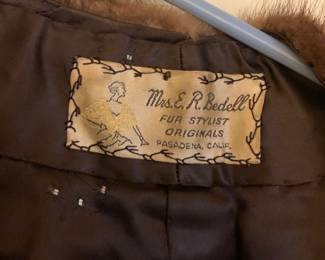 Mrs. E. R. Bedell
FUR STYLIST
ORIGINALS
PASADENA, CALIF.